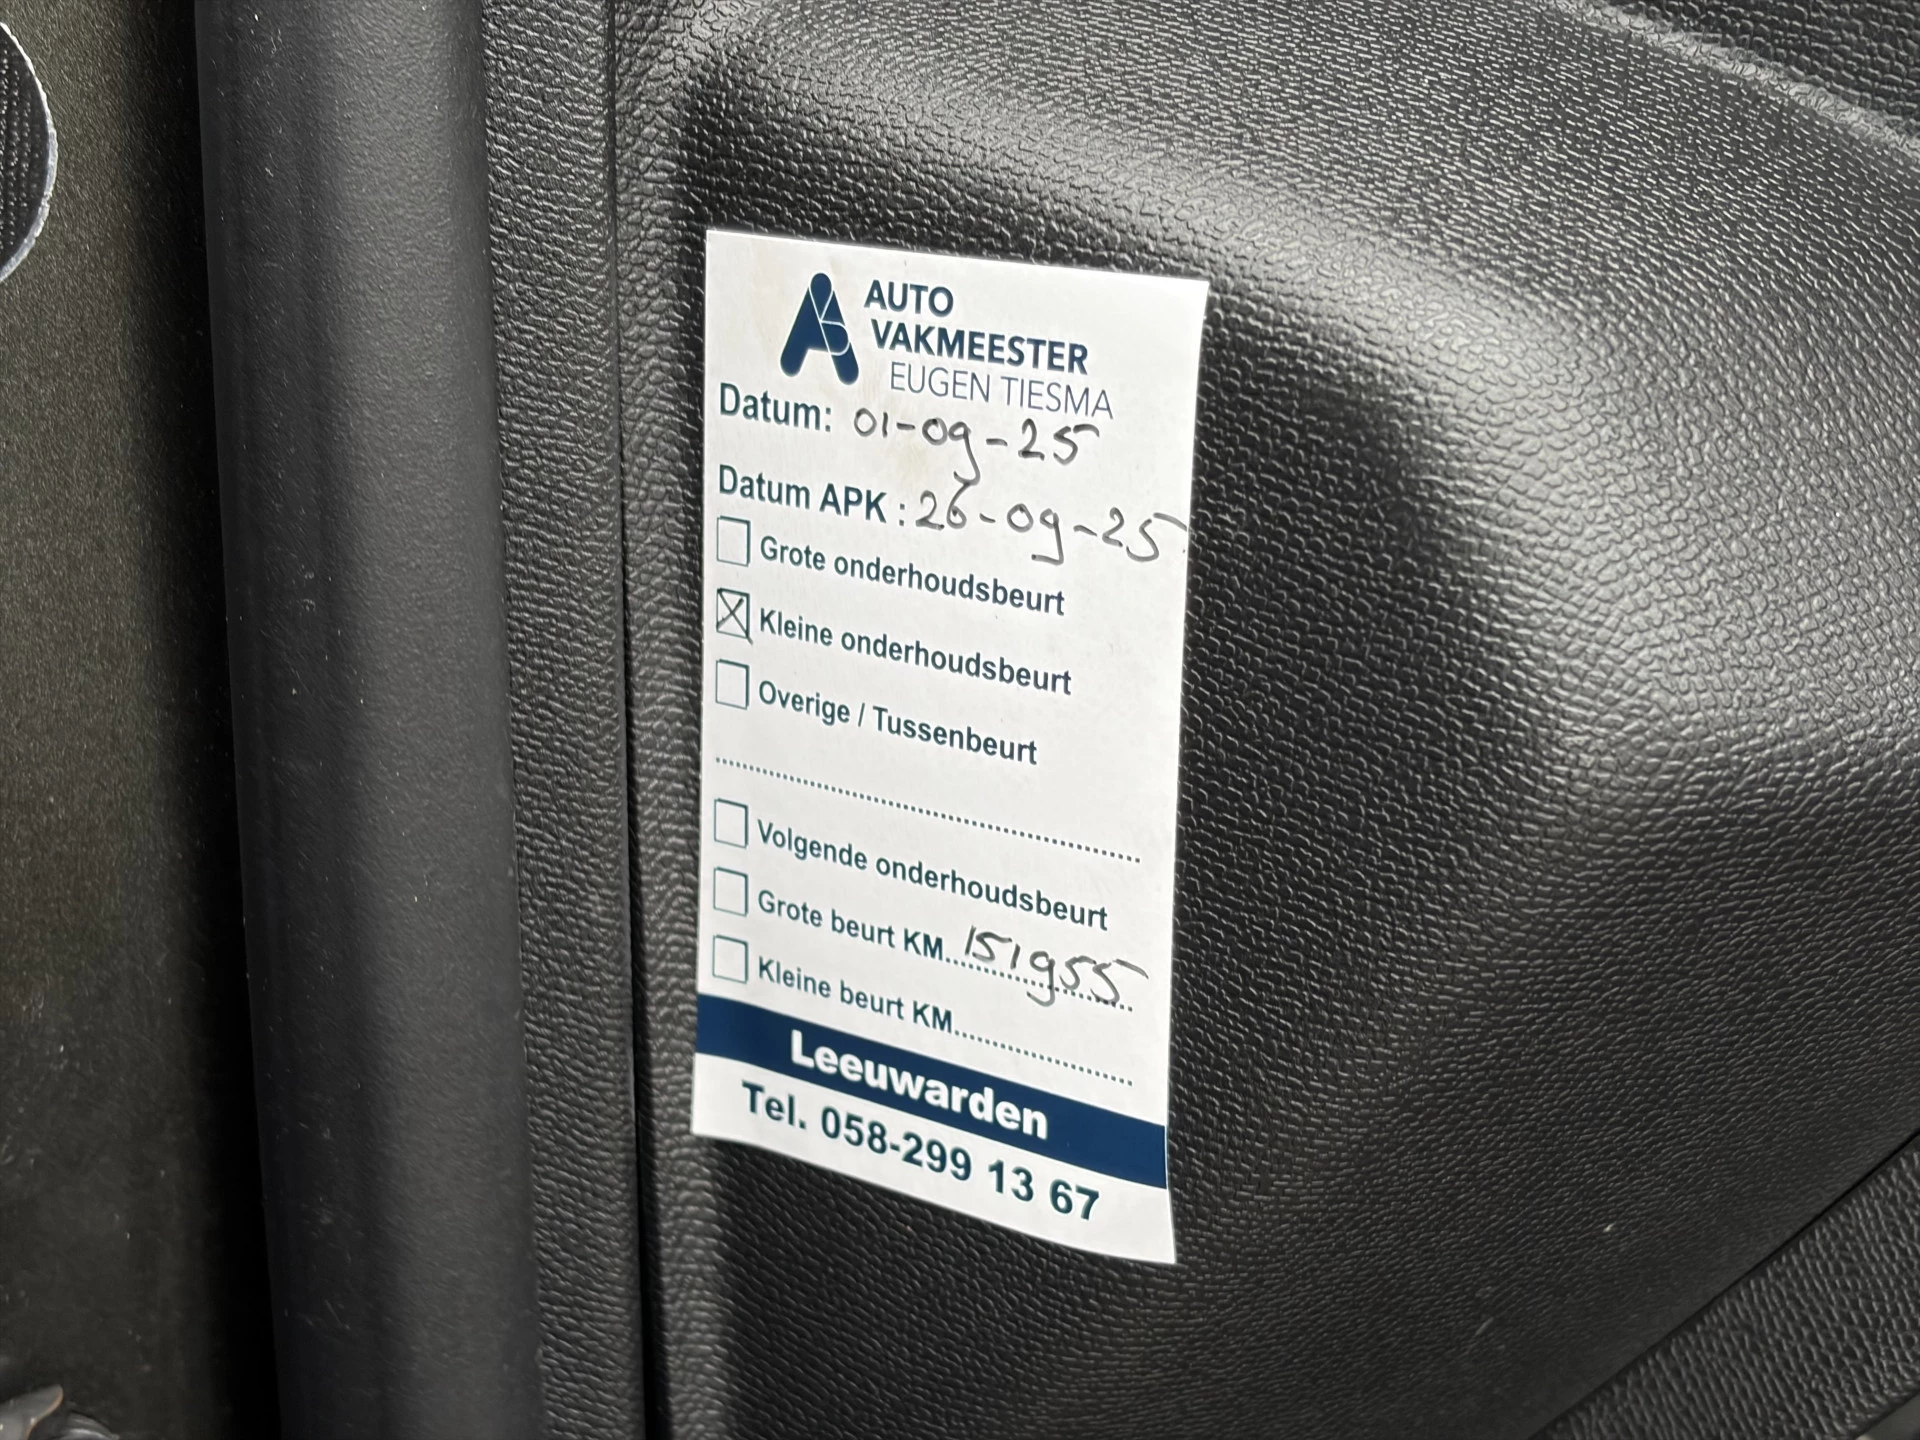 AUTO
VAKMEESTER
EUGEN TIESMA
Datum: 01-09-25
Datum APK : 26-09-25
Grote onderhoudsbeurt
Kleine onderhoudsbeurt
Overige / Tussenbeurt
Volgende onderhoudsbeurt
Grote beurt KM 151955
Kleine beurt KM
Leeuwarden
Tel. 058-299 13 67